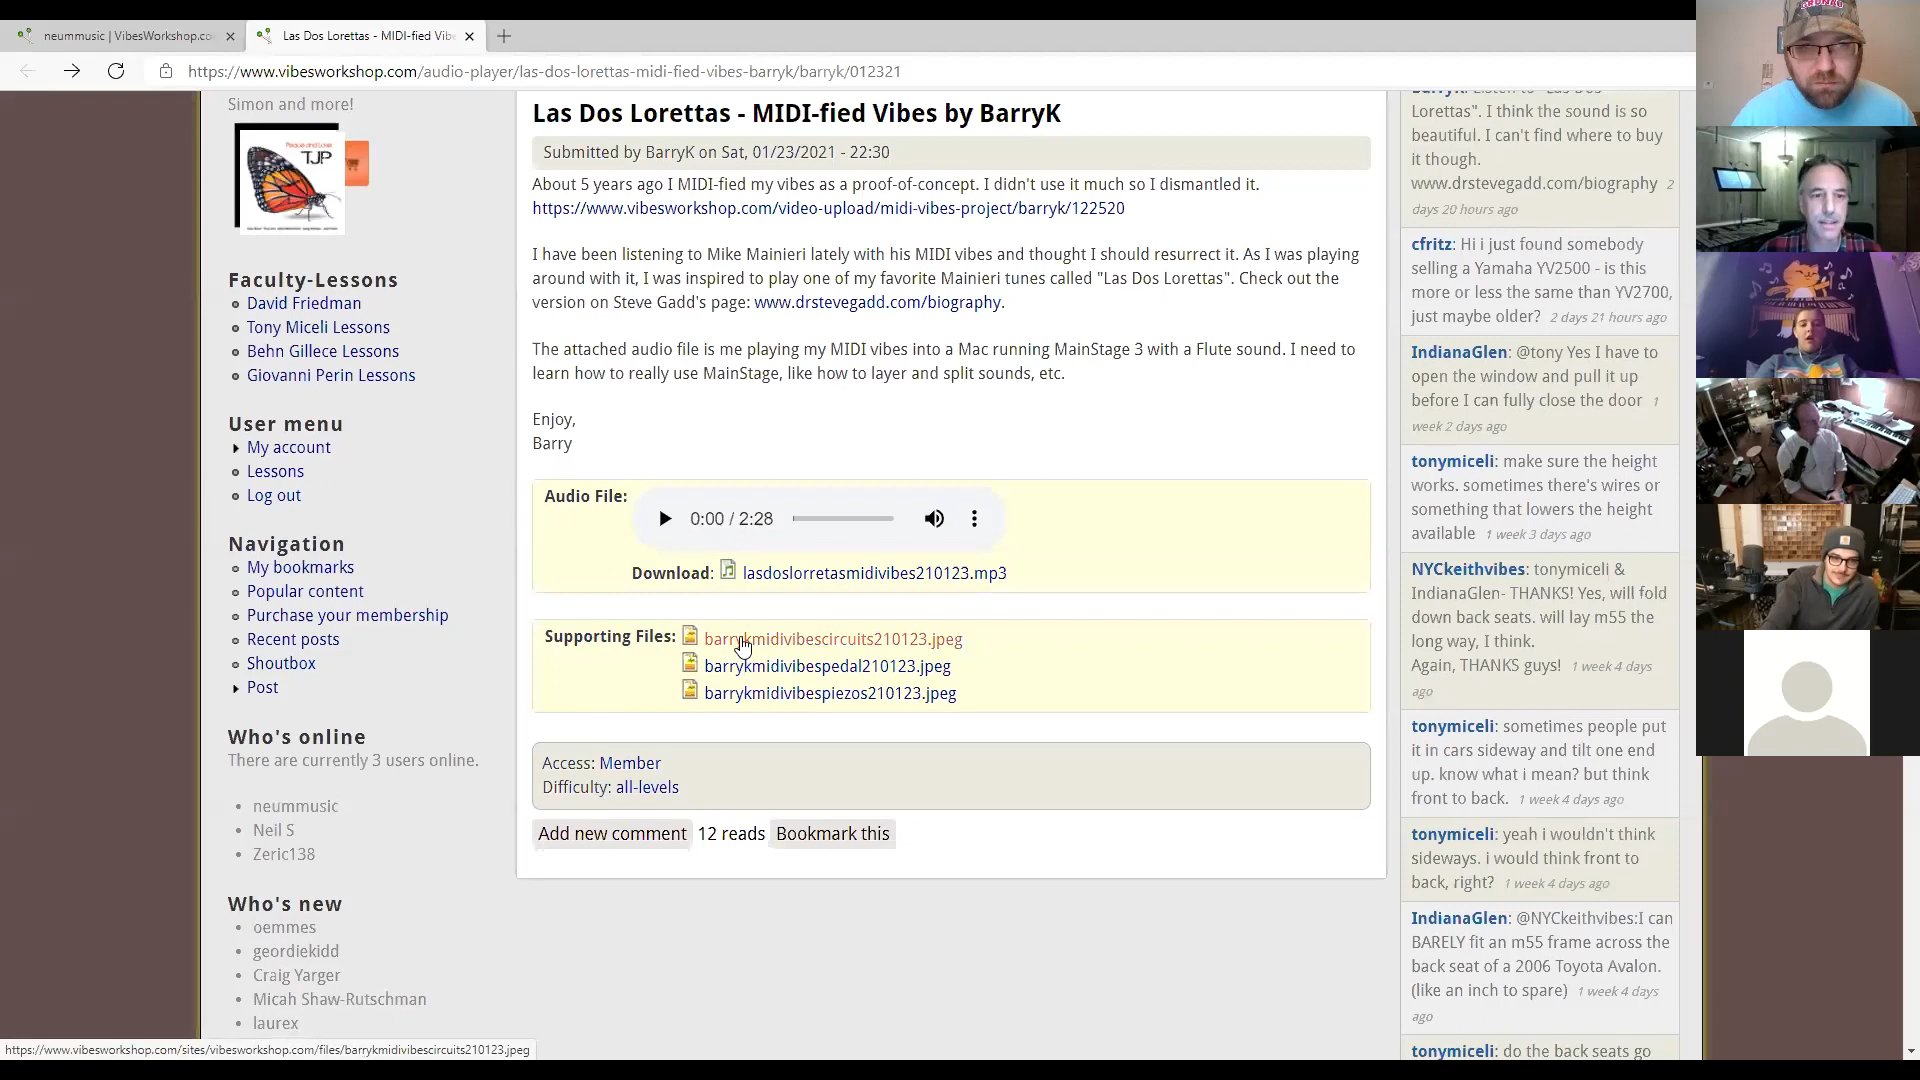 neummusic | VibesWorkshop.co
Las Dos Lorettas - MIDI-fied Vib
https://www.vibesworkshop.com/audio-player/las-dos-lorettas-midi-fied-vibes-barryk/barryk/012321
Simon and more!
TJP
Faculty-Lessons
David Friedman
Tony Miceli Lessons
Behn Gillece Lessons
Giovanni Perin Lessons
User menu
My account
Lessons
Log out
Navigation
My bookmarks
Popular content
Purchase your membership
Recent posts
Shoutbox
Post
Who's online
There are currently 3 users online.
neummusic
Neil S
Zeric138
Who's new
oemmes
geordiekidd
Craig Yarger
Micah Shaw-Rutschman
laurex
https://www.vibesworkshop.com/sites/vibesworkshop.com/files/barrykmidivibescircuits210123.jpeg
Las Dos Lorettas - MIDI-fied Vibes by BarryK
Submitted by BarryK on Sat, 01/23/2021 - 22:30
About 5 years ago I MIDI-fied my vibes as a proof-of-concept. I didn't use it much so I dismantled it.
https://www.vibesworkshop.com/video-upload/midi-vibes-project/barryk/122520
I have been listening to Mike Mainieri lately with his MIDI vibes and thought I should resurrect it. As I was playing
around with it, I was inspired to play one of my favorite Mainieri tunes called "Las Dos Lorettas". Check out the
version on Steve Gadd's page: www.drstevegadd.com/biography.
The attached audio file is me playing my MIDI vibes into a Mac running MainStage 3 with a Flute sound. I need to
learn how to really use MainStage, like how to layer and split sounds, etc.
Enjoy,
Barry
Audio File:
0:00 / 2:28
Download: lasdoslorretasmidivibes210123.mp3
Supporting Files: barrykmidivibescircuits210123.jpeg
barrykmidivibespedal210123.jpeg
barrykmidivibespiezos210123.jpeg
Access: Member
Difficulty: all-levels
Add new comment 12 reads Bookmark this
Lorettas". I think the sound is so
beautiful. I can't find where to buy
it though.
www.drstevegadd.com/biography 2
days 20 hours ago
cfritz: Hi i just found somebody
selling a Yamaha YV2500 - is this
more or less the same than YV2700,
just maybe older? 2 days 21 hours ago
IndianaGlen: @tony Yes I have to
open the window and pull it up
before I can fully close the door 1
week 2 days ago
tonymiceli: make sure the height
works. sometimes there's wires or
something that lowers the height
available 1 week 3 days ago
NYCkeithvibes: tonymiceli &
IndianaGlen- THANKS! Yes, will fold
down back seats. will lay m55 the
long way, I think.
Again, THANKS guys! 1 week 4 days
ago
tonymiceli: sometimes people put
it in cars sideway and tilt one end
up. know what i mean? but think
front to back. 1 week 4 days ago
tonymiceli: yeah i wouldn't think
sideways. i would think front to
back, right? 1 week 4 days ago
IndianaGlen: @NYCkeithvibes:I can
BARELY fit an m55 frame across the
back seat of a 2006 Toyota Avalon.
(like an inch to spare) 1 week 4 days
ago
tonymiceli: do the back seats go